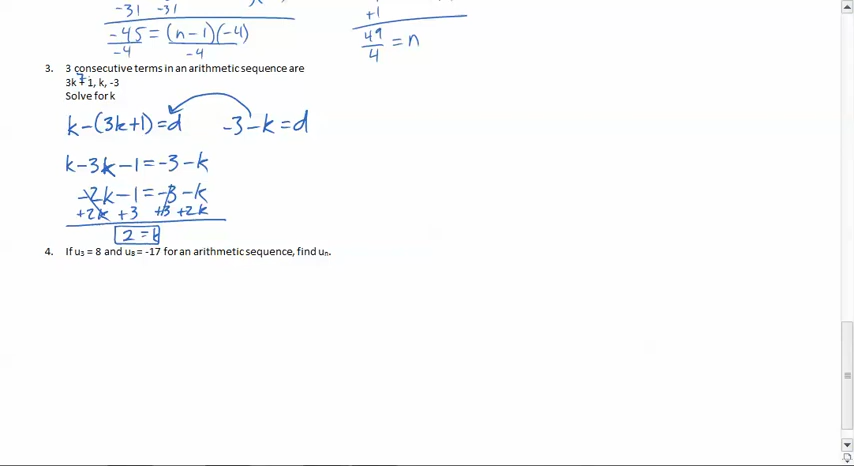 -31 -31
+1
-45 = (n-1)(-4)
-4 -4
49/4 = n
3. 3 consecutive terms in an arithmetic sequence are
3k + 1, k, -3
Solve for k
k-(3k+1)=d -3-k=d
k-3k-1=-3-k
-2k-1=-3-k
+2k +3 +3 +2k
2 = k
4. If u₃ = 8 and u₈ = -17 for an arithmetic sequence, find uₙ.